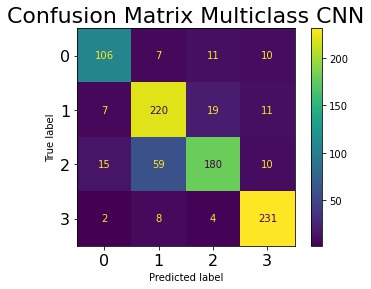 Confusion Matrix Multiclass CNN
0 106 7 11 10
1 7 220 19 11
2 15 59 180 10
3 2 8 4 231
0 1 2 3
True label
Predicted label
200
150
100
50